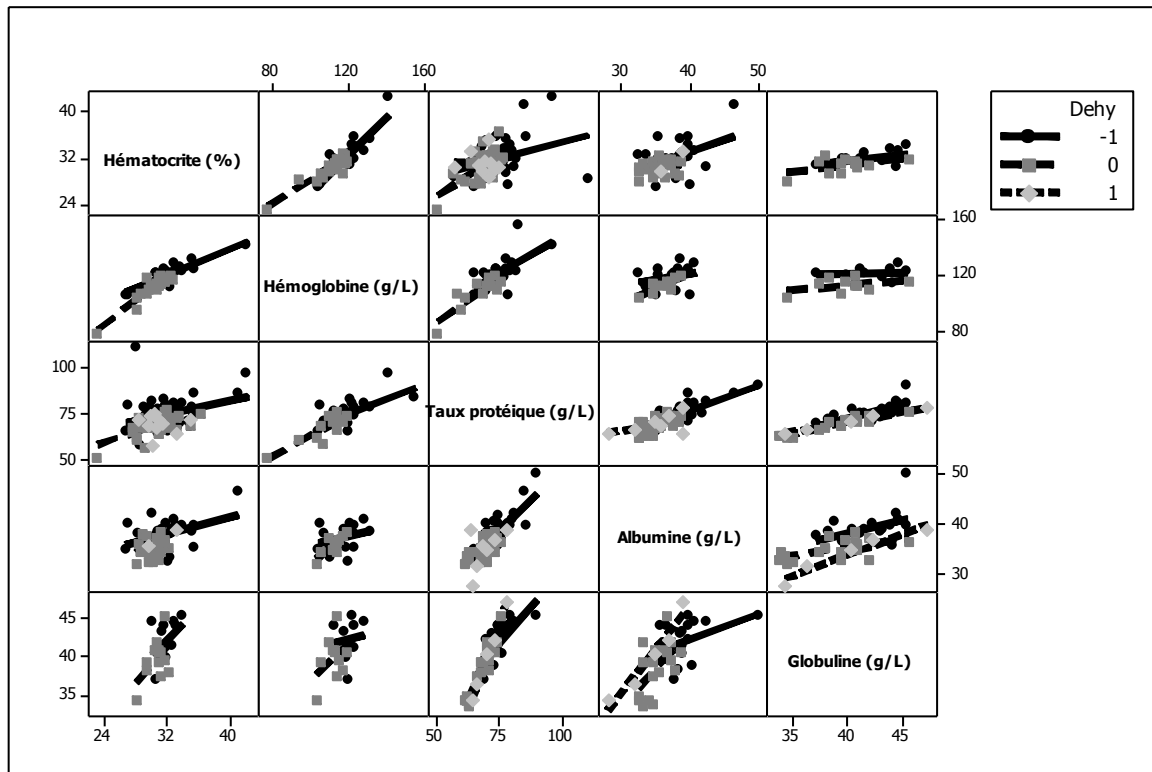 80 120 160
30 40 50
40
32
24
Hématocrite (%)
Dehy
-1
0
1
Hémoglobine (g/L)
160
120
80
100
75
50
Taux protéique (g/L)
Albumine (g/L)
50
40
30
45
40
35
Globuline (g/L)
24 32 40
50 75 100
35 40 45